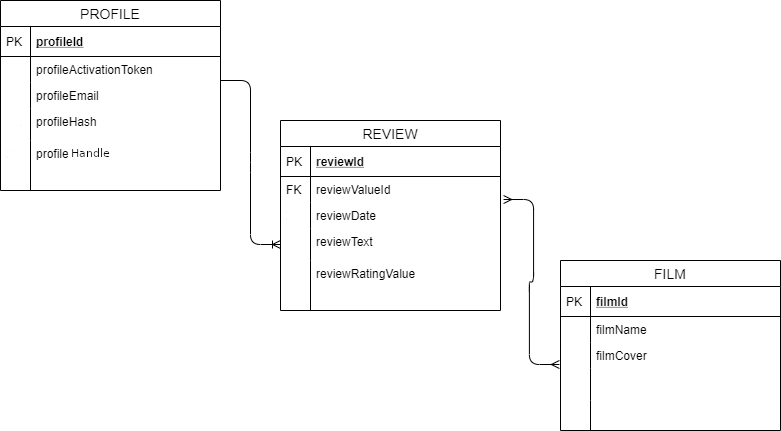 PROFILE
PK profileId
profileActivationToken
profileEmail
profileHash
profile Handle
REVIEW
PK reviewId
FK reviewValueId
reviewDate
reviewText
reviewRatingValue
FILM
PK filmId
filmName
filmCover